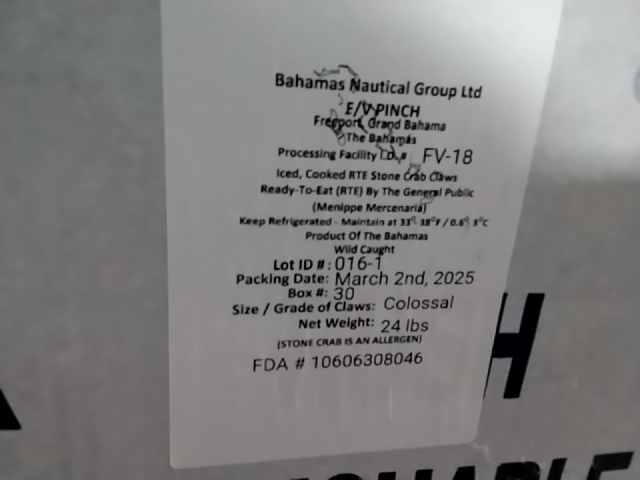 Bahamas Nautical Group Ltd
F/V PINCH
Freeport, Grand Bahama
The Bahamas
Processing Facility I.D. # FV-18
Iced, Cooked RTE Stone Crab Claws
Ready-To-Eat (RTE) By The General Public
(Menippe Mercenaria)
Keep Refrigerated - Maintain at 33° 38°F / 0.6° 3°C
Product Of The Bahamas
Wild Caught
Lot ID #: 016-1
Packing Date: March 2nd, 2025
Box #: 30
Size / Grade of Claws: Colossal
Net Weight: 24 lbs
(STONE CRAB IS AN ALLERGEN)
FDA # 10606308046
H